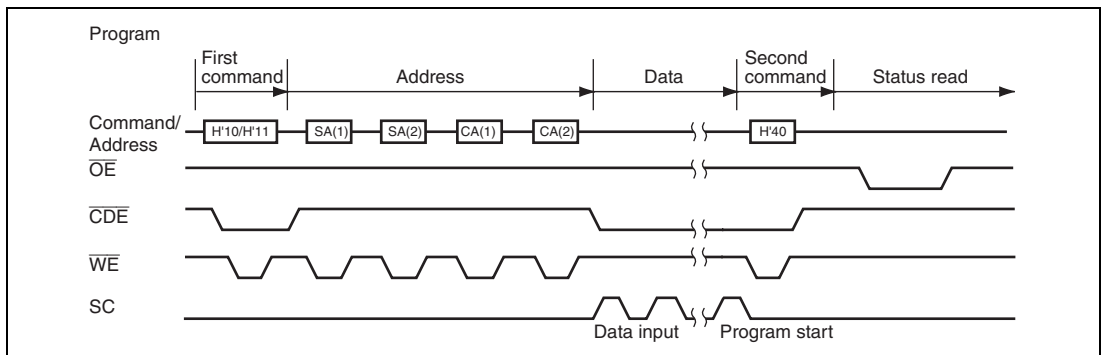 Program
First
command
Address
Data
Second
command
Status read
Command/
Address
H'10/H'11
SA(1)
SA(2)
CA(1)
CA(2)
H'40
OE
CDE
WE
SC
Data input
Program start